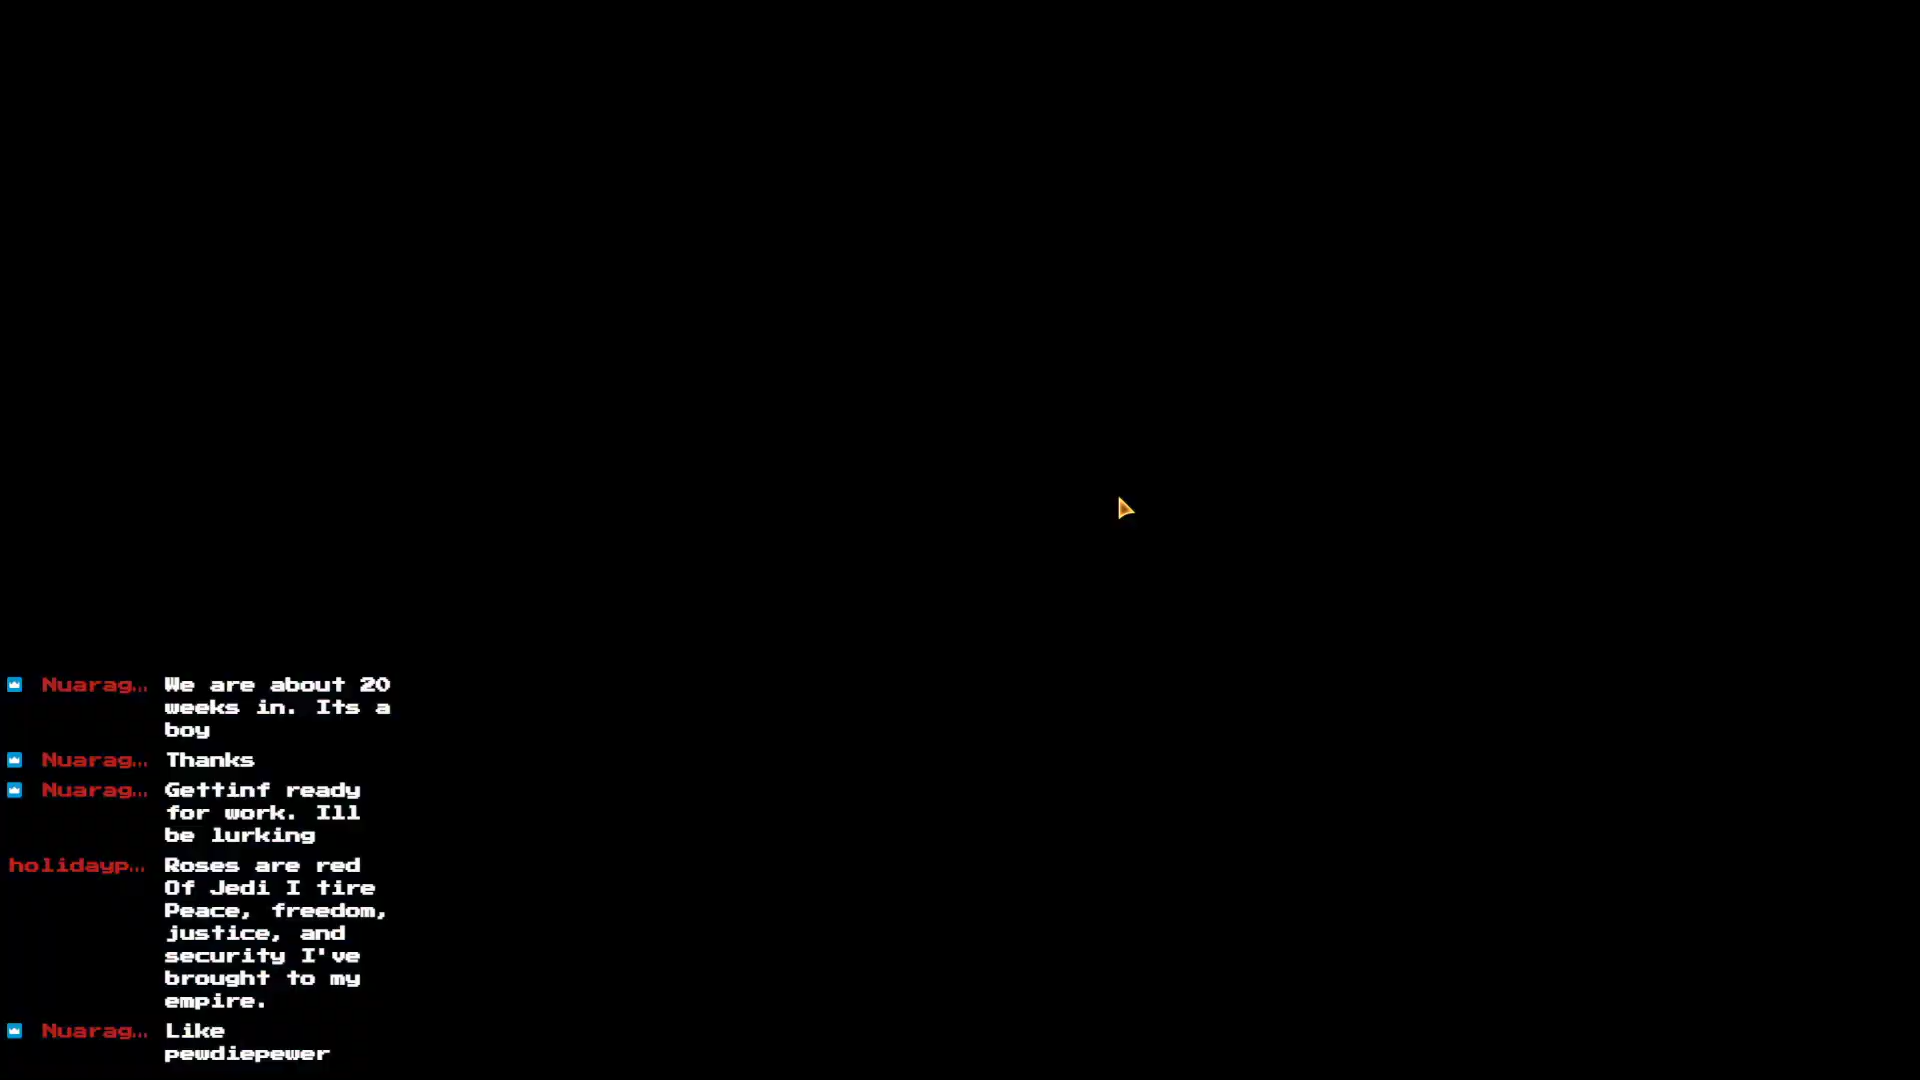 Nuarag... We are about 20
weeks in. Its a
boy
Nuarag... Thanks
Nuarag... Gettinf ready
for work. Ill
be lurking
holidayp... Roses are red
Of Jedi I tire
Peace, freedom,
justice, and
security I've
brought to my
empire.
Nuarag... Like
pewdiepewer